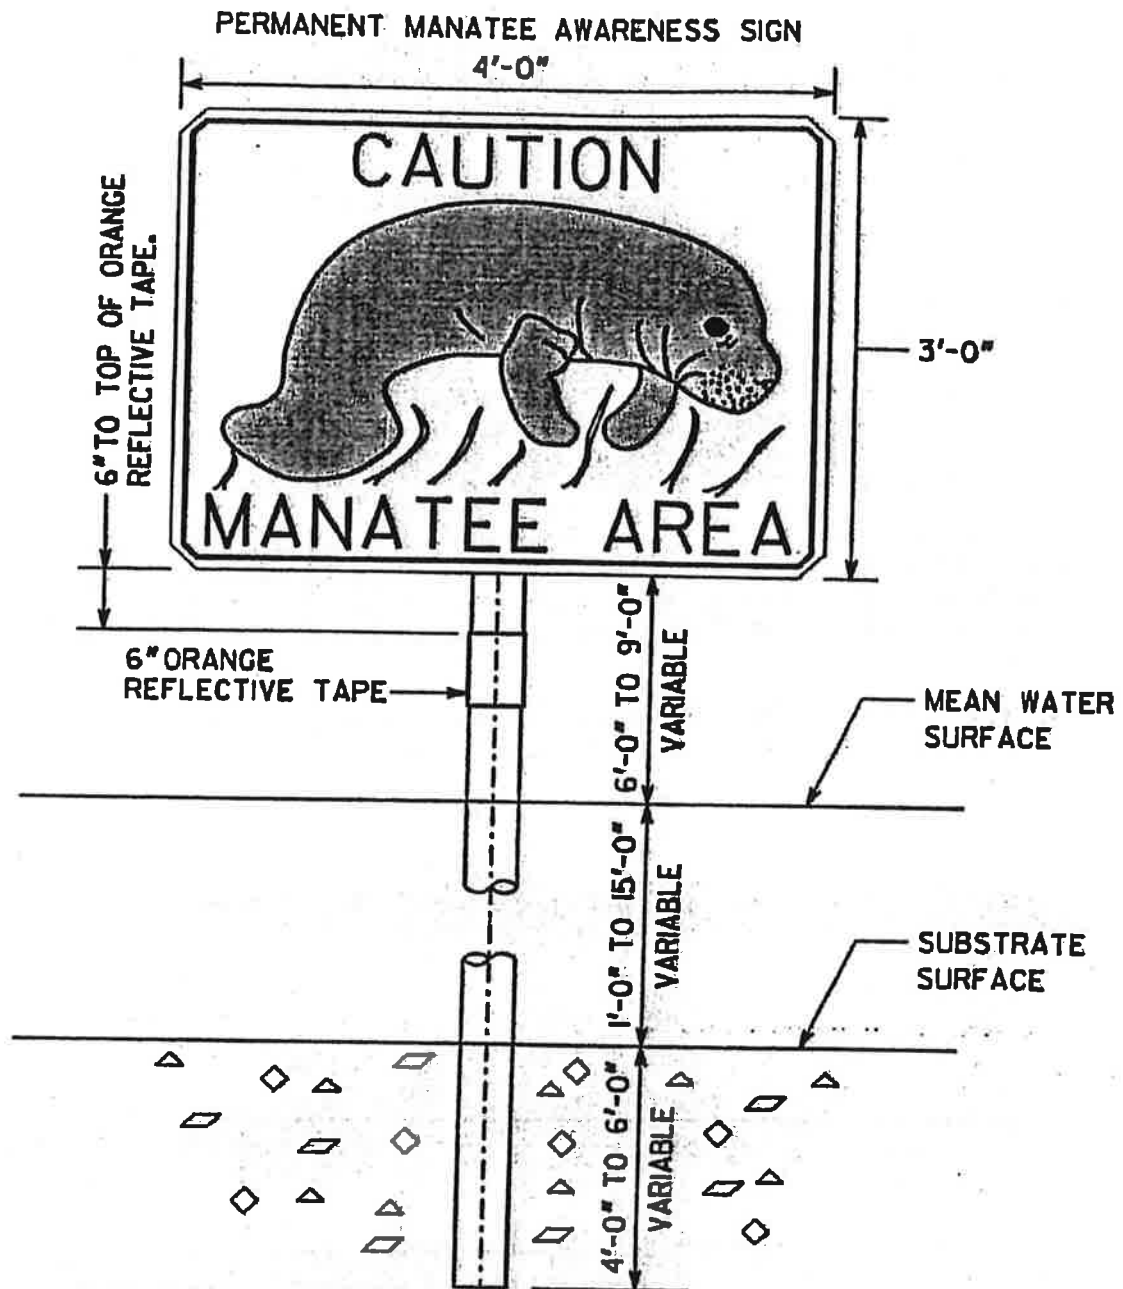 PERMANENT MANATEE AWARENESS SIGN
4'-0"
CAUTION
6" TO TOP OF ORANGE
REFLECTIVE TAPE.
3'-0"
MANATEE AREA
6" ORANGE
REFLECTIVE TAPE
6'-0" TO 9'-0"
VARIABLE
MEAN WATER
SURFACE
1'-0" TO 15'-0"
VARIABLE
SUBSTRATE
SURFACE
4'-0" TO 6'-0"
VARIABLE